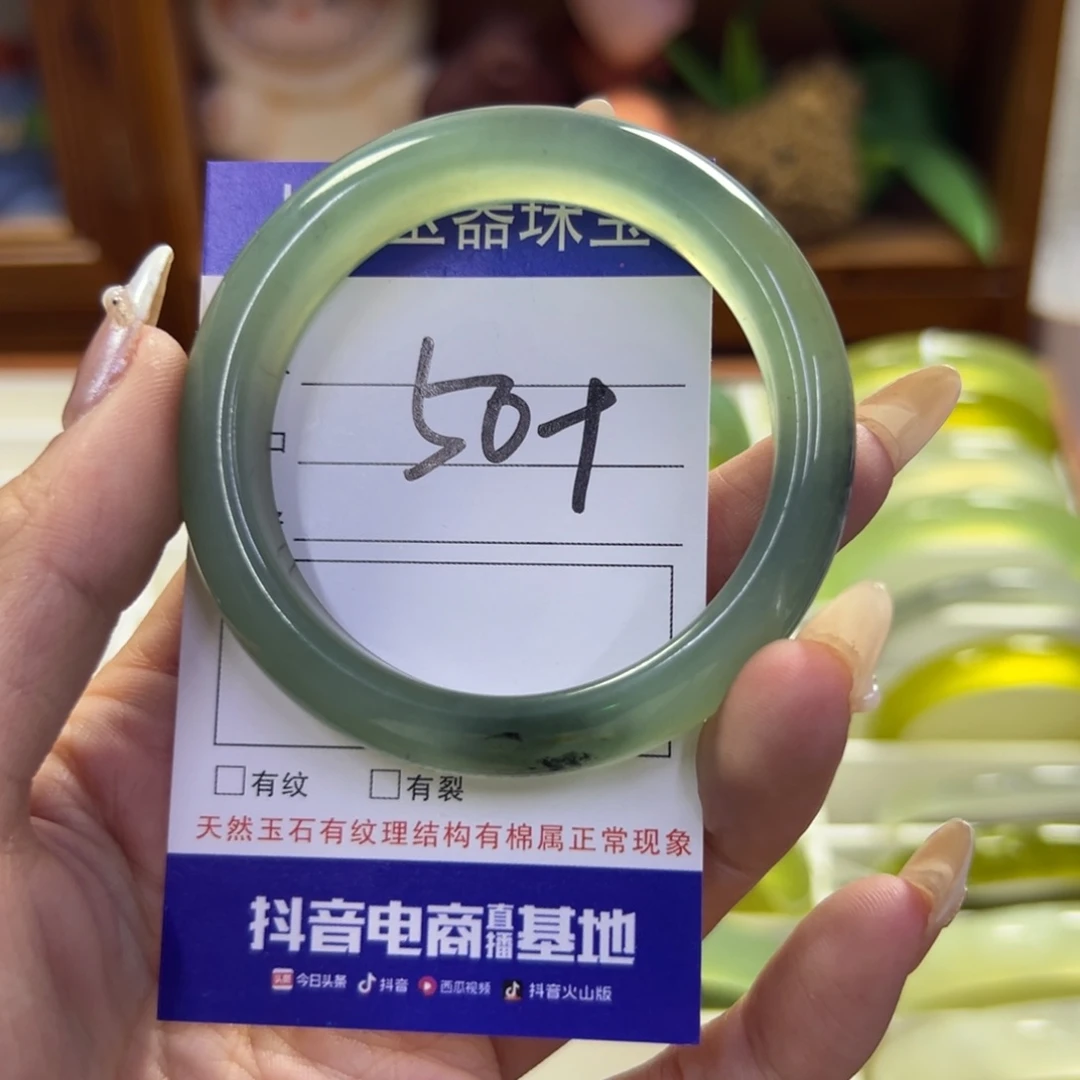 玉器珠宝
50+
有纹 有裂
天然玉石有纹理结构有棉属正常现象
抖音电商直播基地
今日头条 抖音 西瓜视频 抖音火山版